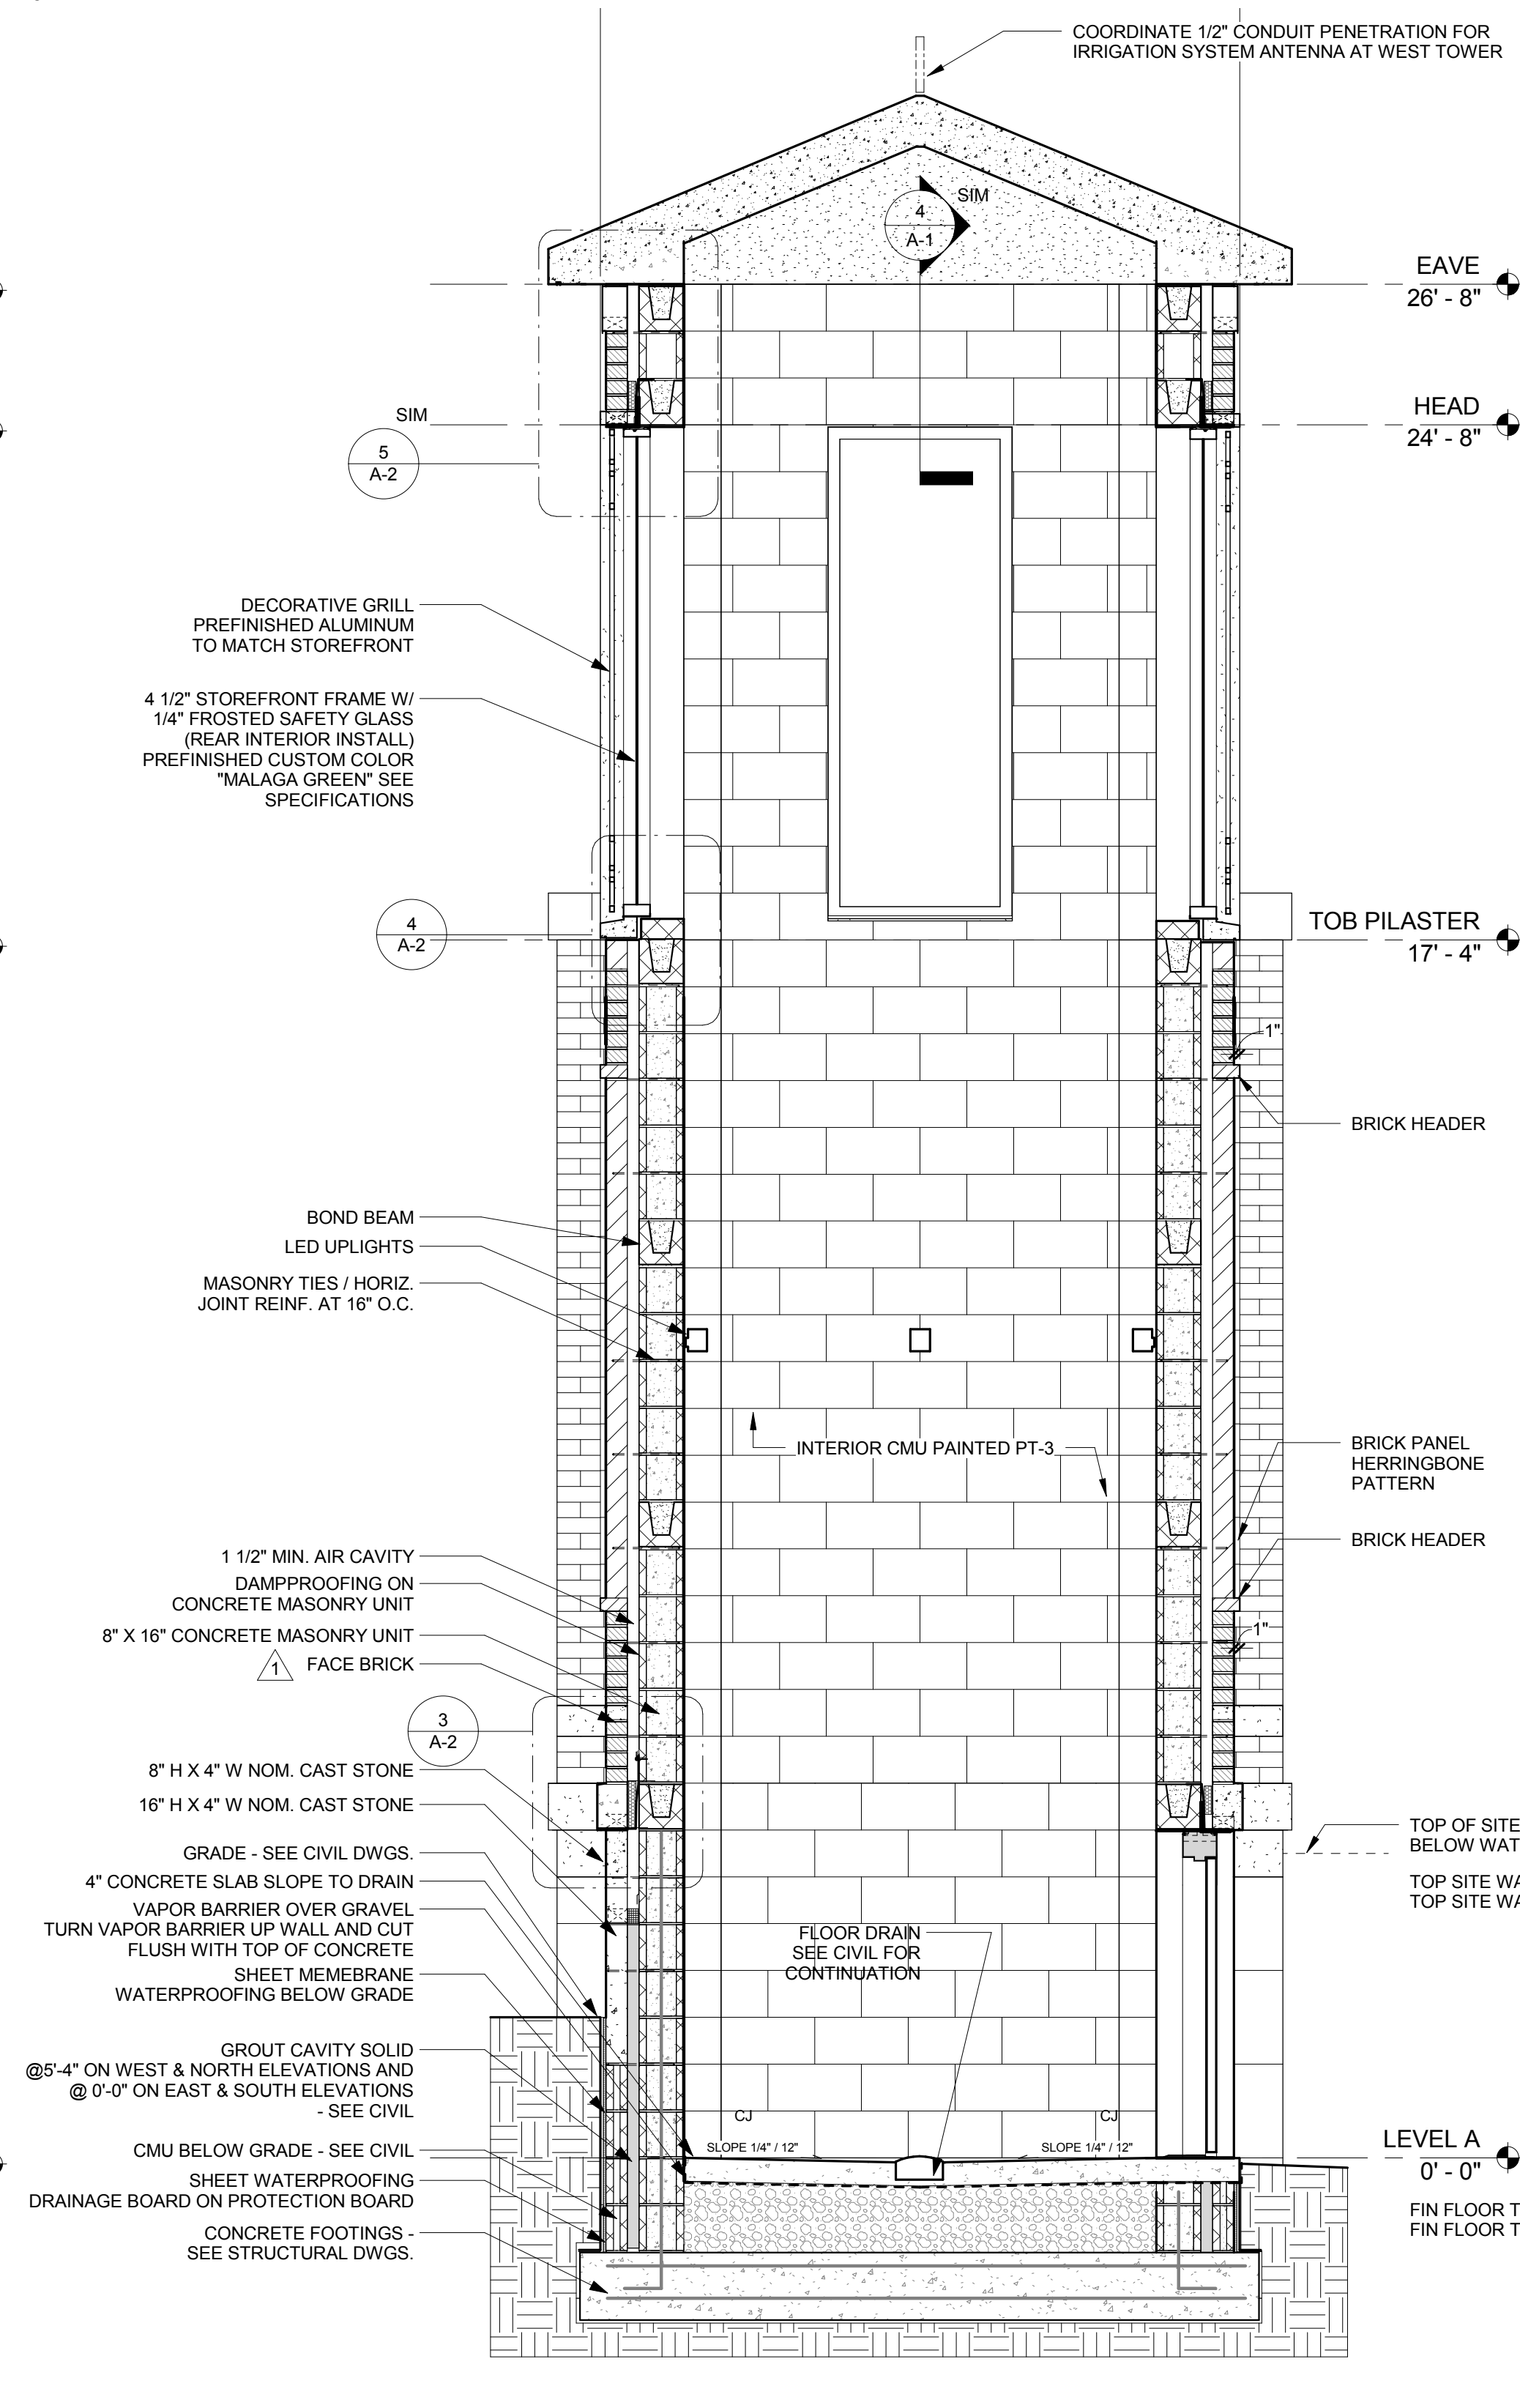 COORDINATE 1/2" CONDUIT PENETRATION FOR
IRRIGATION SYSTEM ANTENNA AT WEST TOWER
4
A-1
SIM
EAVE
26' - 8"
HEAD
24' - 8"
SIM
5
A-2
DECORATIVE GRILL
PREFINISHED ALUMINUM
TO MATCH STOREFRONT
4 1/2" STOREFRONT FRAME W/
1/4" FROSTED SAFETY GLASS
(REAR INTERIOR INSTALL)
PREFINISHED CUSTOM COLOR
"MALAGA GREEN" SEE
SPECIFICATIONS
4
A-2
TOB PILASTER
17' - 4"
1"
BRICK HEADER
BOND BEAM
LED UPLIGHTS
MASONRY TIES / HORIZ.
JOINT REINF. AT 16" O.C.
INTERIOR CMU PAINTED PT-3
BRICK PANEL
HERRINGBONE
PATTERN
BRICK HEADER
1 1/2" MIN. AIR CAVITY
DAMPPROOFING ON
CONCRETE MASONRY UNIT
8" X 16" CONCRETE MASONRY UNIT
1 FACE BRICK
1"
3
A-2
8" H X 4" W NOM. CAST STONE
16" H X 4" W NOM. CAST STONE
GRADE - SEE CIVIL DWGS.
4" CONCRETE SLAB SLOPE TO DRAIN
VAPOR BARRIER OVER GRAVEL
TURN VAPOR BARRIER UP WALL AND CUT
FLUSH WITH TOP OF CONCRETE
SHEET MEMEBRANE
WATERPROOFING BELOW GRADE
GROUT CAVITY SOLID
@5'-4" ON WEST & NORTH ELEVATIONS AND
@ 0'-0" ON EAST & SOUTH ELEVATIONS
- SEE CIVIL
CMU BELOW GRADE - SEE CIVIL
SHEET WATERPROOFING
DRAINAGE BOARD ON PROTECTION BOARD
CONCRETE FOOTINGS -
SEE STRUCTURAL DWGS.
FLOOR DRAIN
SEE CIVIL FOR
CONTINUATION
CJ
CJ
SLOPE 1/4" / 12"
SLOPE 1/4" / 12"
TOP OF SITE
BELOW WAT
TOP SITE WA
TOP SITE WA
LEVEL A
0' - 0"
FIN FLOOR T
FIN FLOOR T